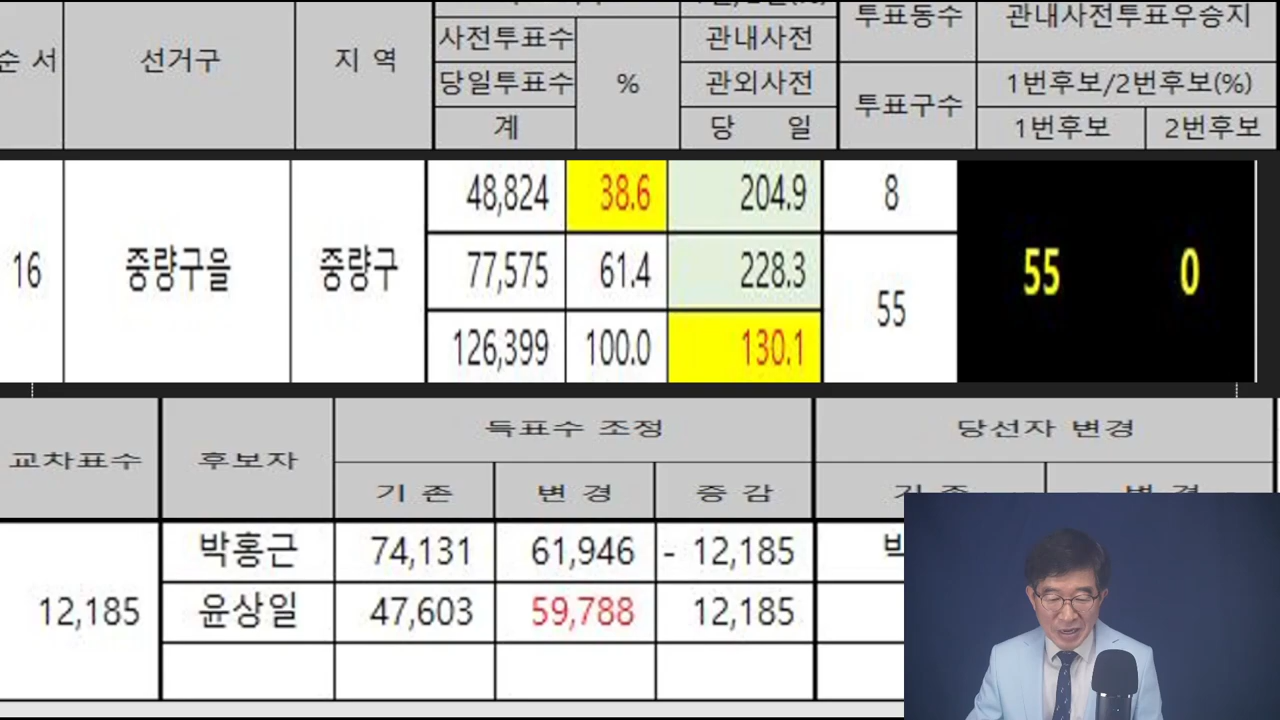 순 서 선거구 지 역 사전투표수 % 관내사전 투표동수 관내사전투표우승지
당일투표수 관외사전 투표구수 1번후보/2번후보(%)
계 당 일 1번후보 2번후보
16 중량구을 중량구 48,824 38.6 204.9 8 55 0
77,575 61.4 228.3 55
126,399 100.0 130.1
교차표수 후보자 득표수 조정 당선자 변경
기 존 변 경 증 감 기 존 변 경
12,185 박홍근 74,131 61,946 - 12,185
윤상일 47,603 59,788 12,185